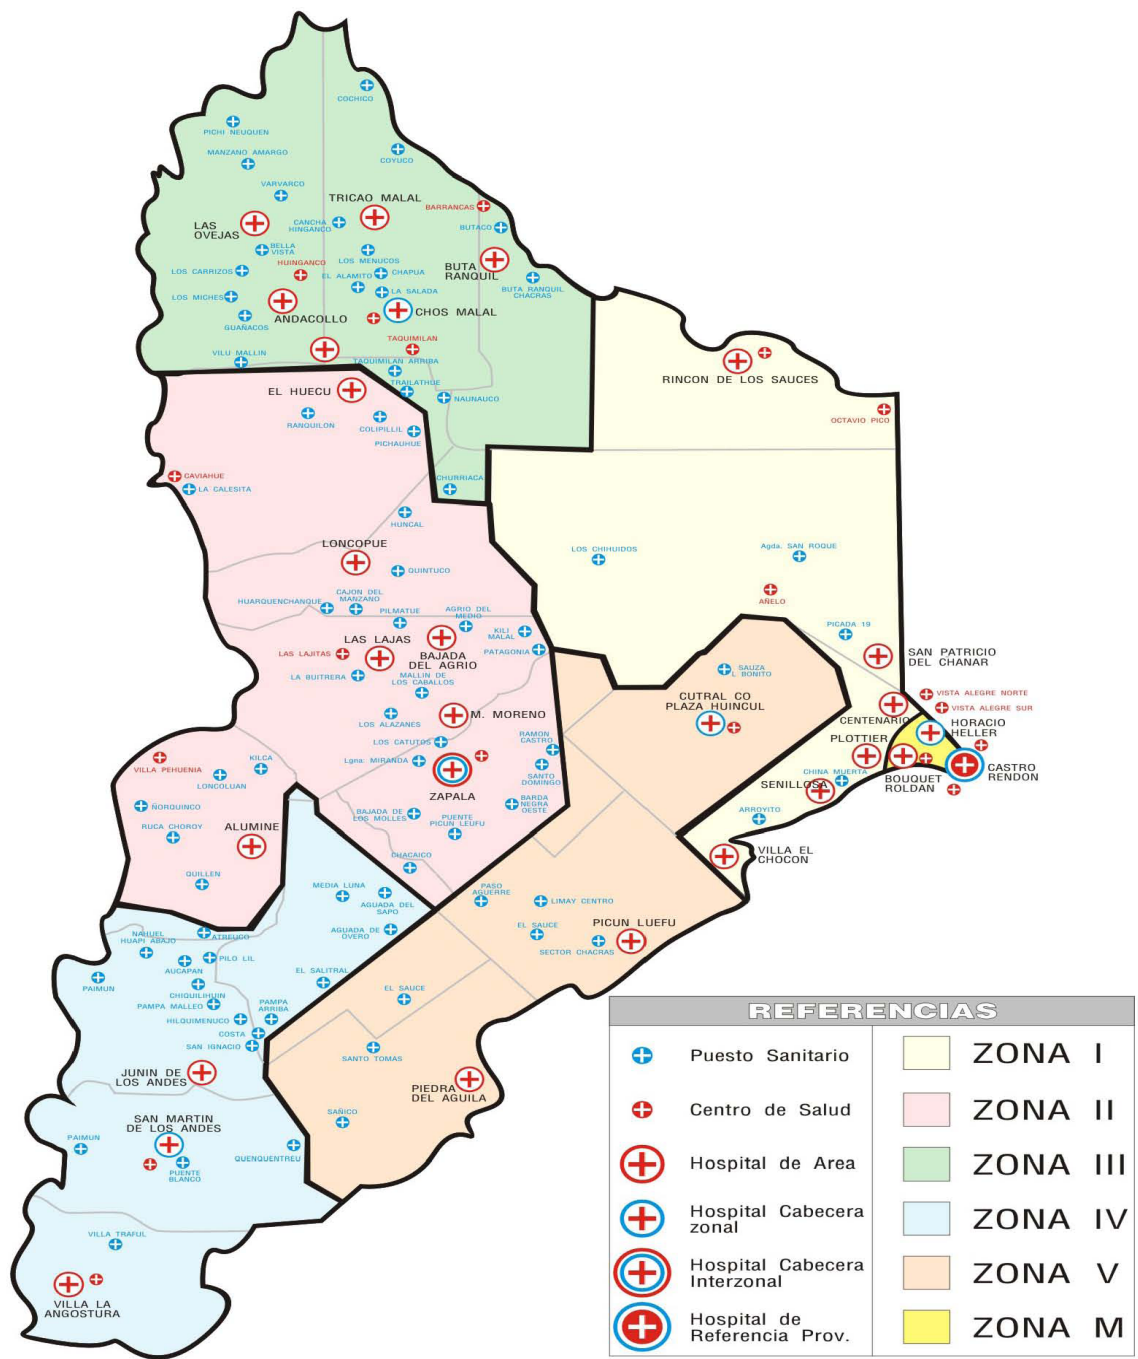 COCHICO
PICHI NEUQUEN
MANZANO AMARGO
COYUCO
VARVARCO
TRICAO MALAL
BARRANCAS
LAS
OVEJAS
CANCHA
HINGANCO
BUTACO
BELLA
VISTA
LOS MENUCOS
HUINGANCO
BUTA
RANQUIL
LOS CARRIZOS
EL ALAMITO
CHAPUA
BUTA RANQUIL
CHACRAS
LOS MICHES
LA SALADA
ANDACOLLO
CHOS MALAL
GUAÑACOS
TAQUIMILAN
VILU MALLIN
TAQUIMILAN ARRIBA
RINCON DE LOS SAUCES
TRAILATHUE
EL HUECU
NAUNAUCO
RANQUILON
COLIPILLIL
PICHAUHUE
OCTAVIO PICO
CAVIAHUE
LA CALESITA
CHURRIACA
HUNCAL
LONCOPUE
LOS CHIHUIDOS
Agda. SAN ROQUE
QUINTUCO
HUARQUENCHANQUE
CAJON DEL
MANZANO
AÑELO
PILMATUE
AGRIO DEL
MEDIO
KILI
MALAL
PICADA 19
LAS LAJAS
BAJADA
DEL AGRIO
PATAGONIA
LAS LAJITAS
SAN PATRICIO
DEL CHANAR
LA BUITRERA
MALLIN DE
LOS CABALLOS
SAUZA
L. BONITO
CUTRAL CO
PLAZA HUINCUL
VISTA ALEGRE NORTE
VISTA ALEGRE SUR
LOS ALAZANES
M. MORENO
CENTENARIO
HORACIO
HELLER
LOS CATUTOS
RAMON
CASTRO
PLOTTIER
VILLA PEHUENIA
KILCA
Lgna. MIRANDA
CASTRO
RENDON
LONCOLUAN
SANTO
DOMINGO
CHINA MUERTA
BOUQUET
ROLDAN
SENILLOSA
ZAPALA
ÑORQUINCO
BARDA
NEGRA
OESTE
ARROYITO
BAJADA DE
LOS MOLLES
PUENTE
PICUN LEUFU
RUCA CHOROY
ALUMINE
VILLA EL
CHOCON
CHACAICO
QUILLEN
MEDIA LUNA
AGUADA DEL
SAPO
PASO
AGUERRE
LIMAY CENTRO
PICUN LUEFU
AGUADA DE
OVERO
EL SAUCE
SECTOR CHACRAS
NAHUEL
HUAPI ABAJO
ATREUCO
PILO LIL
AUCAPAN
EL SALITRAL
PAIMUN
CHIQUILIHUIN
EL SAUCE
PAMPA MALLEO
PAMPA
ARRIBA
HILQUIMENUCO
COSTA
SAN IGNACIO
SANTO TOMAS
JUNIN DE
LOS ANDES
PIEDRA
DEL AGUILA
SAN MARTIN
DE LOS ANDES
SAÑICO
PAIMUN
QUENQUENTREU
PUENTE
BLANCO
VILLA TRAFUL
VILLA LA
ANGOSTURA
REFERENCIAS
Puesto Sanitario
Centro de Salud
Hospital de Area
Hospital Cabecera
zonal
Hospital Cabecera
Interzonal
Hospital de
Referencia Prov.
ZONA I
ZONA II
ZONA III
ZONA IV
ZONA V
ZONA M